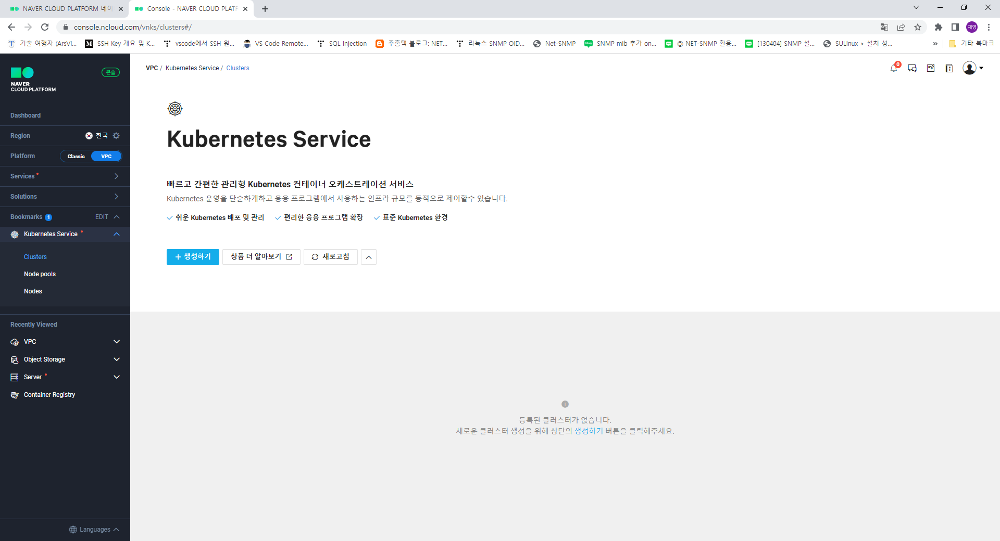 NAVER CLOUD PLATFORM 네이
Console - NAVER CLOUD PLATF
console.ncloud.com/vnks/clusters#/
재영
기술 여행자 (ArsVi...
SSH Key 개요 및 K...
vscode에서 SSH 원...
VS Code Remote...
SQL Injection
주홍택 블로그: NET...
리눅스 SNMP OID...
Net-SNMP
SNMP mib 추가 on...
@ NET-SNMP 활용...
[130404] SNMP 설...
SULinux > 설치 성...
»
기타 북마크
NAVER
CLOUD PLATFORM
콘솔
VPC / Kubernetes Service / Clusters
0
Dashboard
Region
한국
Platform
Classic
VPC
Services
Solutions
Bookmarks 1
EDIT
Kubernetes Service
Clusters
Node pools
Nodes
Recently Viewed
VPC
Object Storage
Server
Container Registry
Languages
Kubernetes Service
빠르고 간편한 관리형 Kubernetes 컨테이너 오케스트레이션 서비스
Kubernetes 운영을 단순하게하고 응용 프로그램에서 사용하는 인프라 규모를 동적으로 제어할수 있습니다.
쉬운 Kubernetes 배포 및 관리
편리한 응용 프로그램 확장
표준 Kubernetes 환경
+ 생성하기
상품 더 알아보기
새로고침
등록된 클러스터가 없습니다.
새로운 클러스터 생성을 위해 상단의 생성하기 버튼을 클릭해주세요.